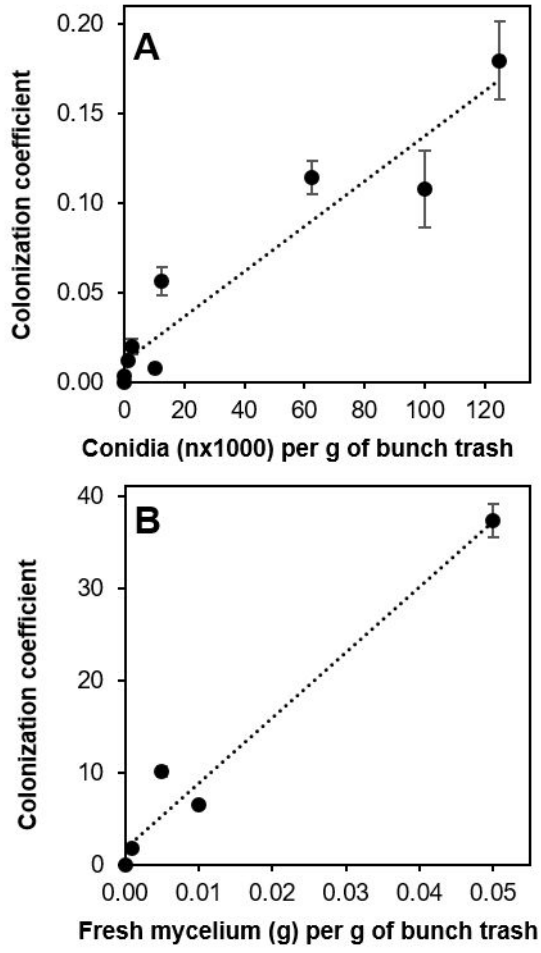 A
Colonization coefficient
0.20
0.15
0.10
0.05
0.00
0 20 40 60 80 100 120
Conidia (nx1000) per g of bunch trash
B
Colonization coefficient
40
30
20
10
0
0.00 0.01 0.02 0.03 0.04 0.05
Fresh mycelium (g) per g of bunch trash